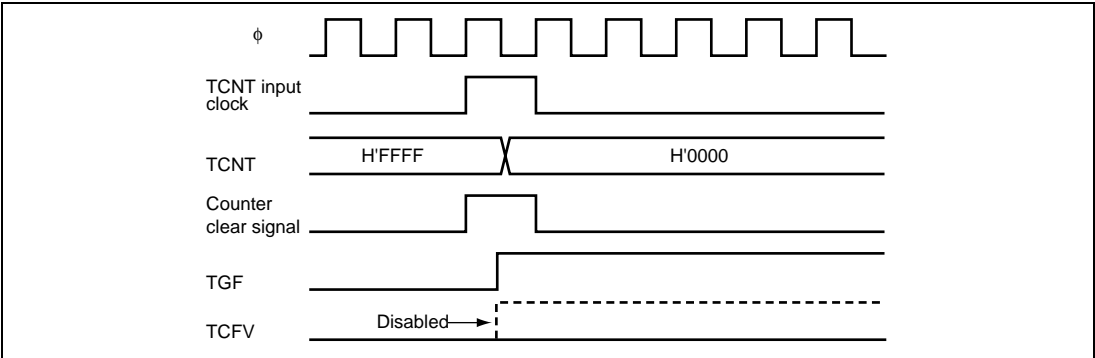 ϕ
TCNT input
clock
TCNT
H'FFFF
H'0000
Counter
clear signal
TGF
Disabled
TCFV